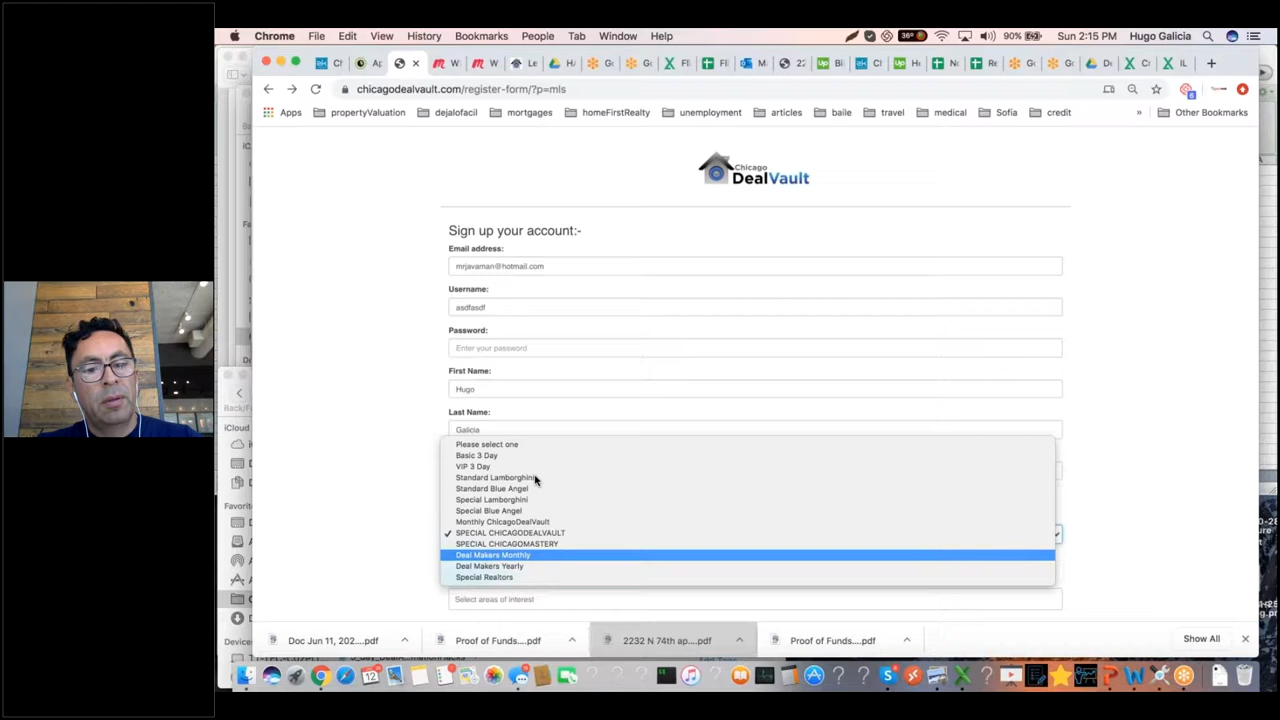 Chrome File Edit View History Bookmarks People Tab Window Help 36° 90% Sun 2:15 PM Hugo Galicia
chicagodealvault.com/register-form/?p=mls
Apps propertyValuation dejalofacil mortgages homeFirstRealty unemployment articles baile travel medical Sofia credit » Other Bookmarks
Chicago
DealVault
Sign up your account:-
Email address:
mrjavaman@hotmail.com
Username:
asdfasdf
Password:
Enter your password
First Name:
Hugo
Last Name:
Galicia
Please select one
Basic 3 Day
VIP 3 Day
Standard Lamborghini
Standard Blue Angel
Special Lamborghini
Special Blue Angel
Monthly ChicagoDealVault
✓ SPECIAL CHICAGODEALVAULT
SPECIAL CHICAGOMASTERY
Deal Makers Monthly
Deal Makers Yearly
Special Realtors
Select areas of interest
Back/F
iCloud
Favori
Devices
Doc Jun 11, 202....pdf Proof of Funds....pdf 2232 N 74th ap....pdf Proof of Funds....pdf Show All